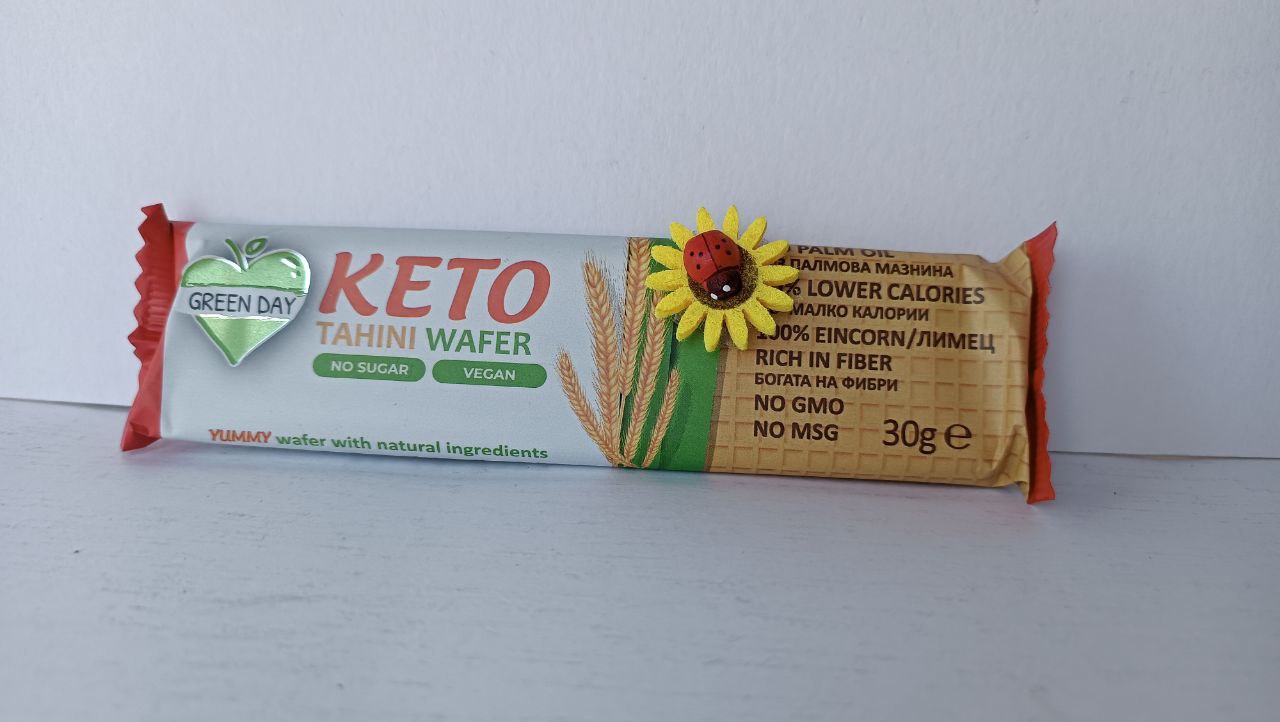 GREEN DAY
KETO
TAHINI WAFER
NO SUGAR
VEGAN
YUMMY wafer with natural ingredients
PALM OIL
ПАЛМОВА МАЗНИНА
LOWER CALORIES
МАЛКО КАЛОРИИ
100% EINCORN/ЛИМЕЦ
RICH IN FIBER
БОГАТА НА ФИБРИ
NO GMO
NO MSG
30g ℮